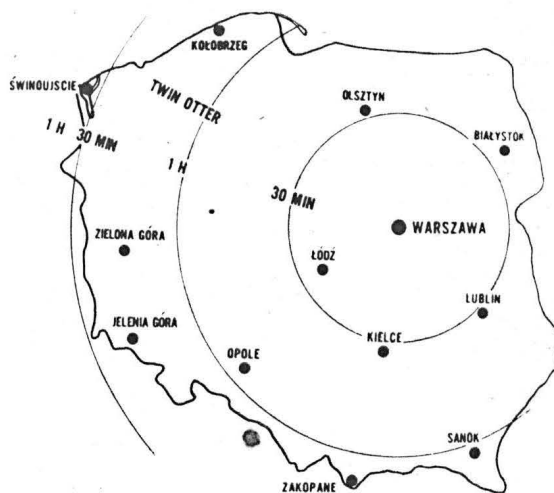 KOŁOBRZEG
ŚWINOUJSCIE
TWIN OTTER
OLSZTYN
1 H 30 MIN
BIAŁYSTOK
1 H
30 MIN
WARSZAWA
ZIELONA GÓRA
ŁÓDŹ
LUBLIN
JELENIA GÓRA
KIELCE
OPOLE
SANOK
ZAKOPANE